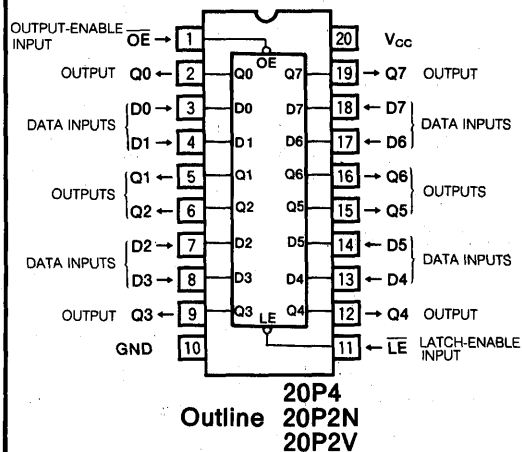 OUTPUT-ENABLE INPUT O̅E̅ → 1 20 Vcc
OUTPUT Q0 ← 2 Q0 OE Q7 19 → Q7 OUTPUT
DATA INPUTS D0 → 3 D0 D7 18 ← D7 DATA INPUTS
D1 → 4 D1 D6 17 ← D6
OUTPUTS Q1 ← 5 Q1 Q6 16 → Q6 OUTPUTS
Q2 ← 6 Q2 Q5 15 → Q5
DATA INPUTS D2 → 7 D2 D5 14 ← D5 DATA INPUTS
D3 → 8 D3 D4 13 ← D4
OUTPUT Q3 ← 9 Q3 LE Q4 12 → Q4 OUTPUT
GND 10 11 ← L̅E̅ LATCH-ENABLE INPUT
20P4
Outline 20P2N
20P2V